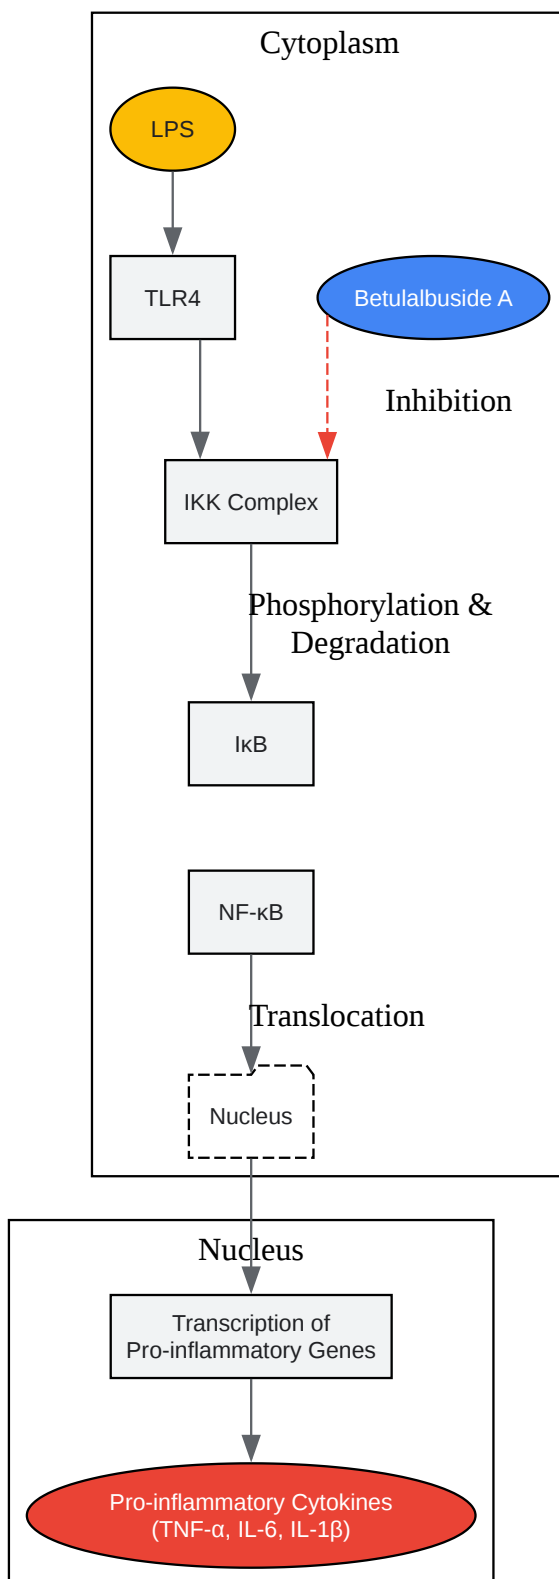 Cytoplasm
LPS
TLR4
Betulalbuside A
Inhibition
IKK Complex
Phosphorylation &
Degradation
IκB
NF-κB
Translocation
Nucleus
Nucleus
Transcription of
Pro-inflammatory Genes
Pro-inflammatory Cytokines
(TNF-α, IL-6, IL-1β)